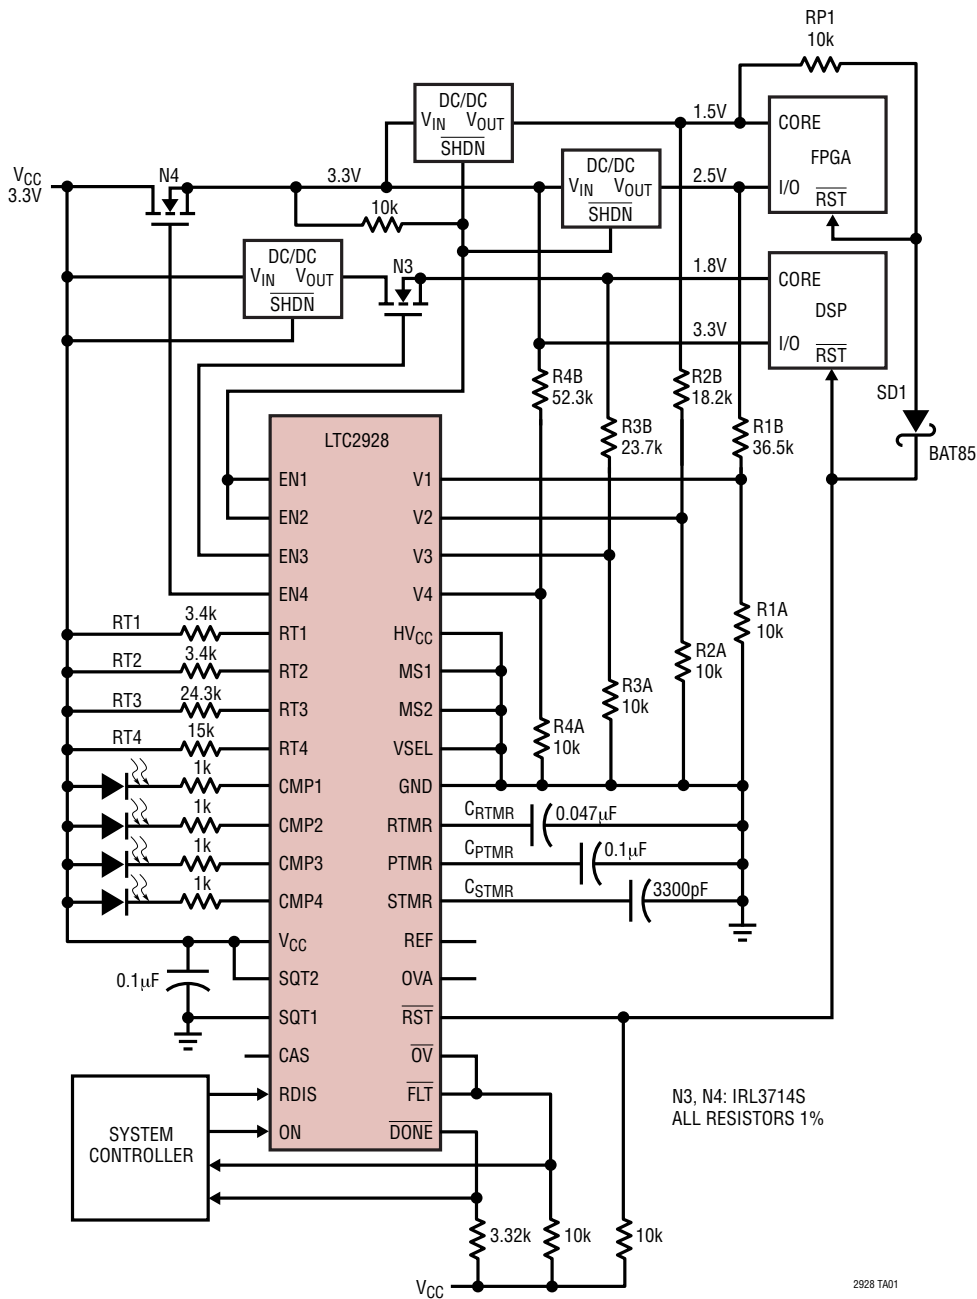 RP1
10k
DC/DC
VIN VOUT
SHDN
1.5V
CORE
FPGA
I/O
RST
VCC
3.3V
N4
3.3V
10k
DC/DC
VIN VOUT
SHDN
2.5V
DC/DC
VIN VOUT
SHDN
N3
1.8V
CORE
DSP
I/O
RST
3.3V
R4B
52.3k
R2B
18.2k
SD1
R3B
23.7k
R1B
36.5k
BAT85
LTC2928
EN1
V1
EN2
V2
EN3
V3
EN4
V4
RT1
3.4k
RT1
HVCC
R1A
10k
RT2
3.4k
RT2
MS1
R2A
10k
RT3
24.3k
RT3
MS2
R3A
10k
RT4
15k
RT4
VSEL
R4A
10k
1k
CMP1
GND
1k
CMP2
RTMR
CRTMR
0.047µF
1k
CMP3
PTMR
CPTMR
0.1µF
1k
CMP4
STMR
CSTMR
3300pF
VCC
REF
0.1µF
SQT2
OVA
SQT1
RST
CAS
OV
RDIS
FLT
ON
DONE
SYSTEM
CONTROLLER
N3, N4: IRL3714S
ALL RESISTORS 1%
3.32k
10k
10k
VCC
2928 TA01